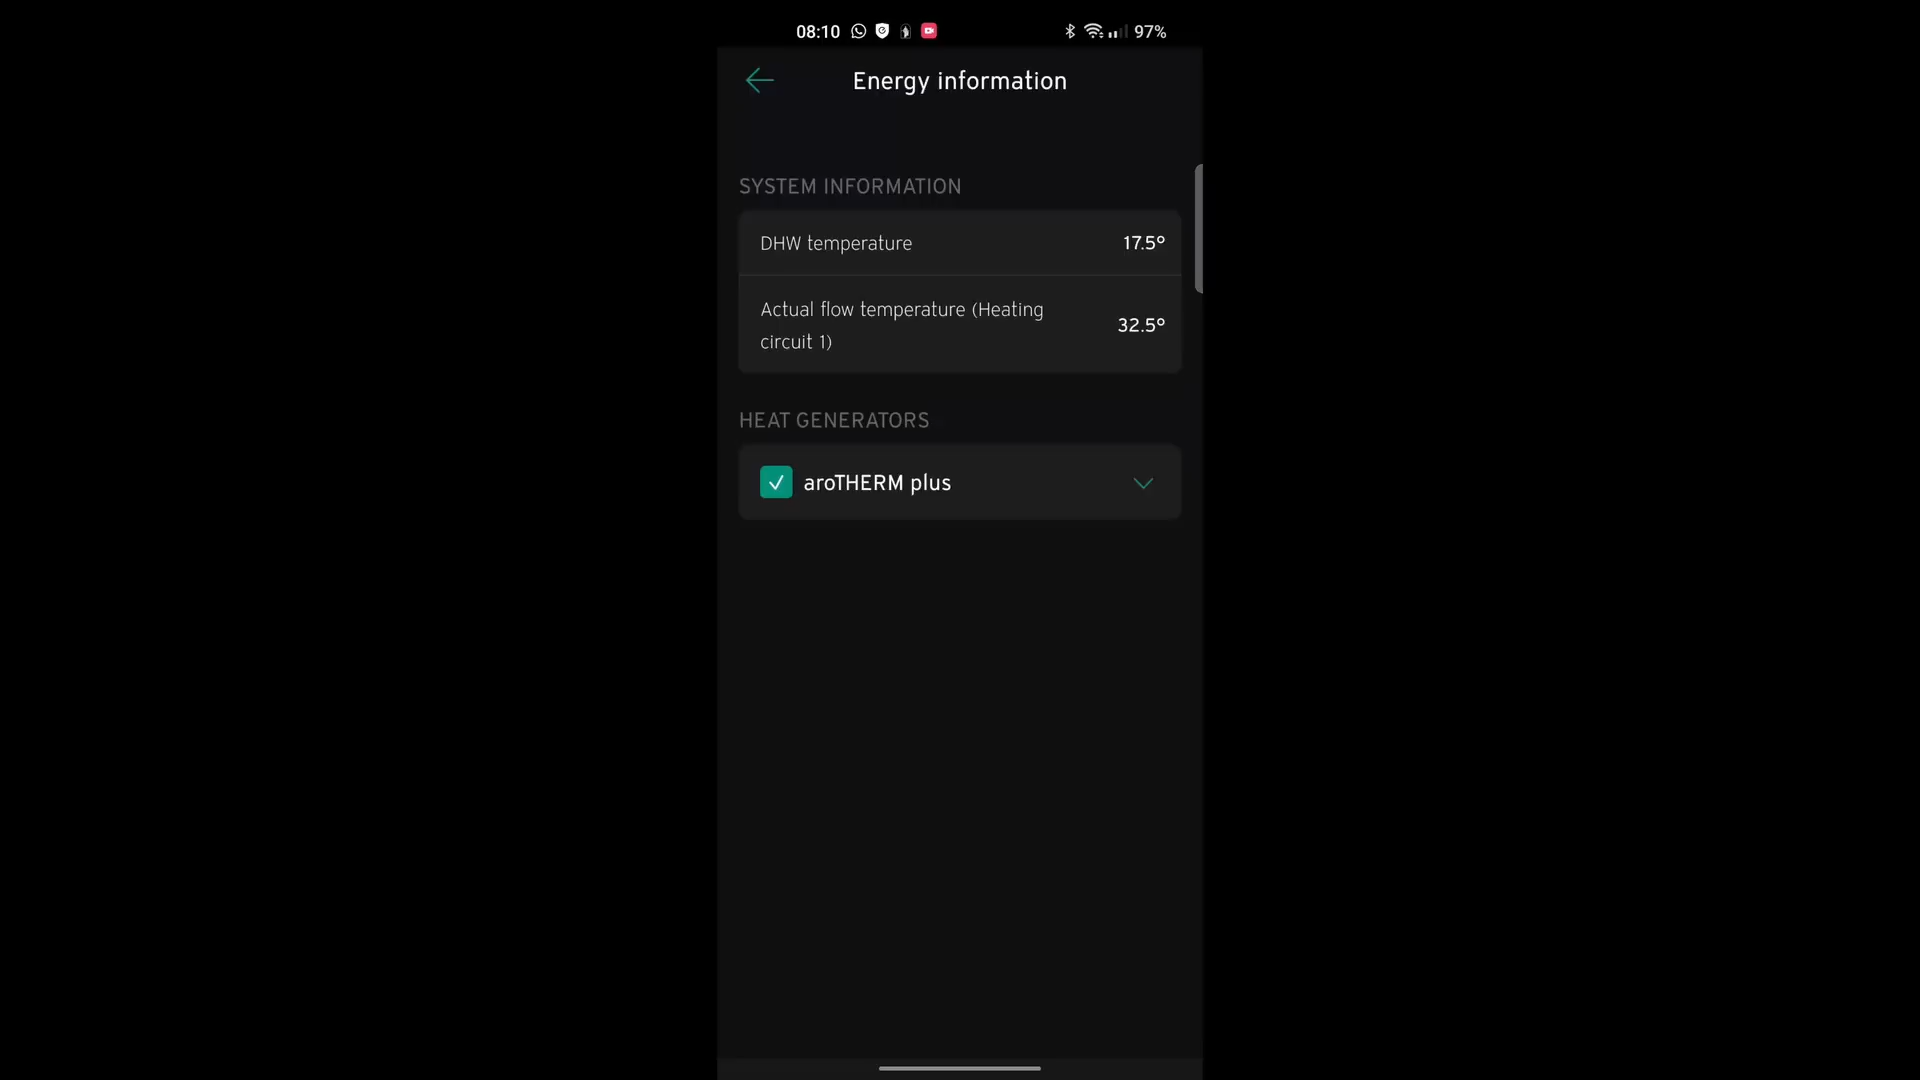 08:10
97%
Energy information
SYSTEM INFORMATION
DHW temperature 17.5°
Actual flow temperature (Heating
circuit 1) 32.5°
HEAT GENERATORS
aroTHERM plus